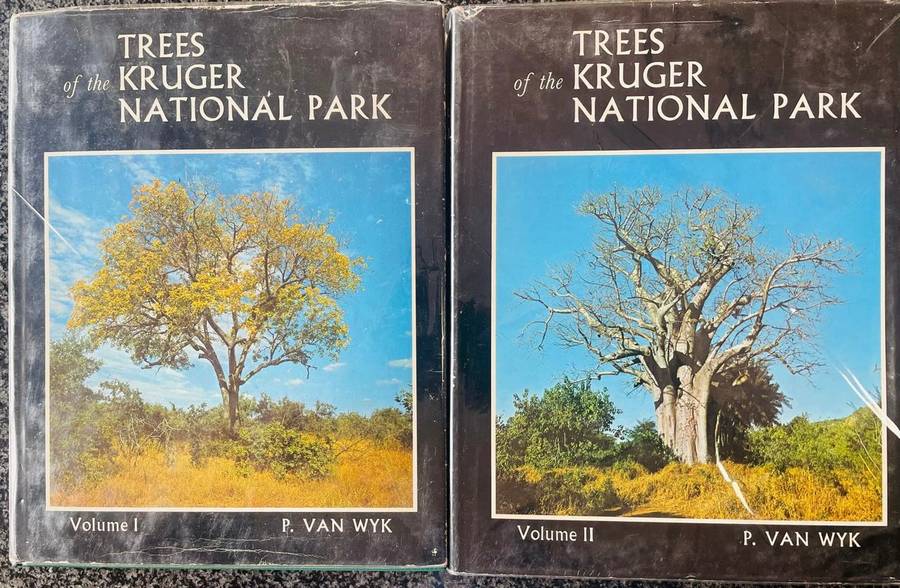 TREES
of the KRUGER
NATIONAL PARK
Volume I P. VAN WYK
TREES
of the KRUGER
NATIONAL PARK
Volume II P. VAN WYK